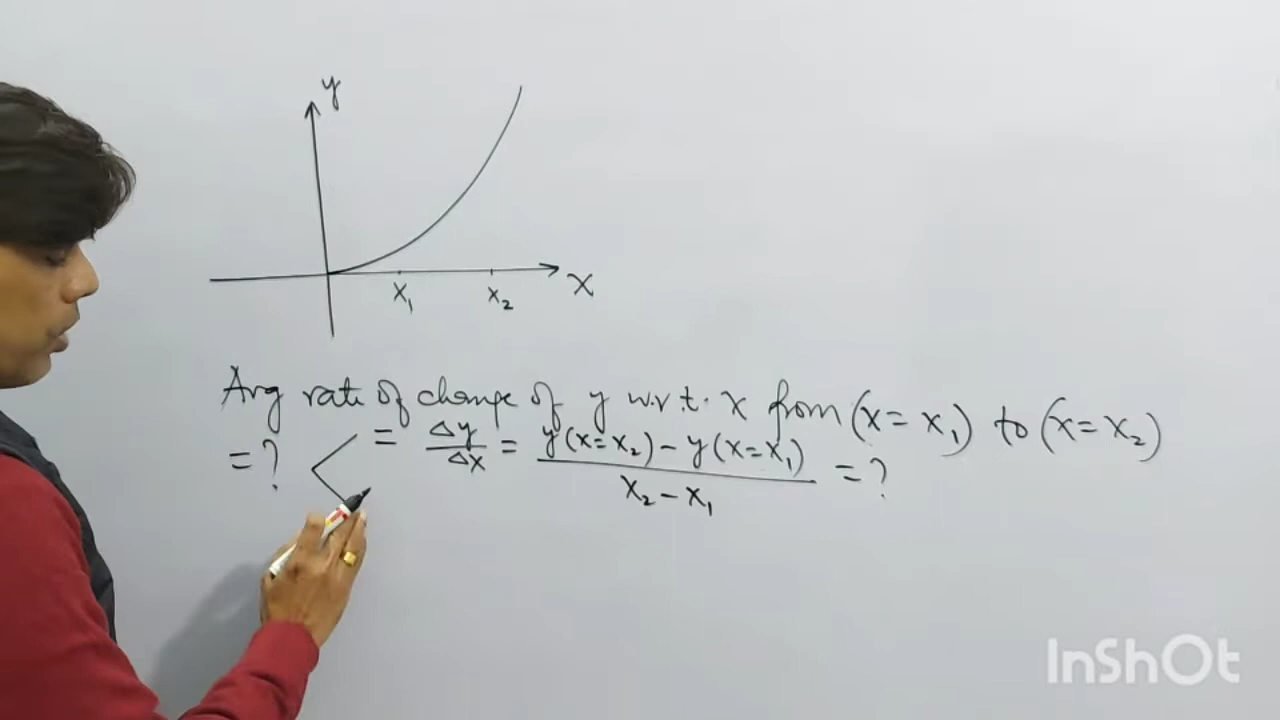 y
x
x₁ x₂
Avg rate of change of y w.r.t. x from (x = x₁) to (x = x₂)
= ? = Δy/Δx = y(x=x₂) - y(x=x₁)/x₂ - x₁ = ?
InShOt